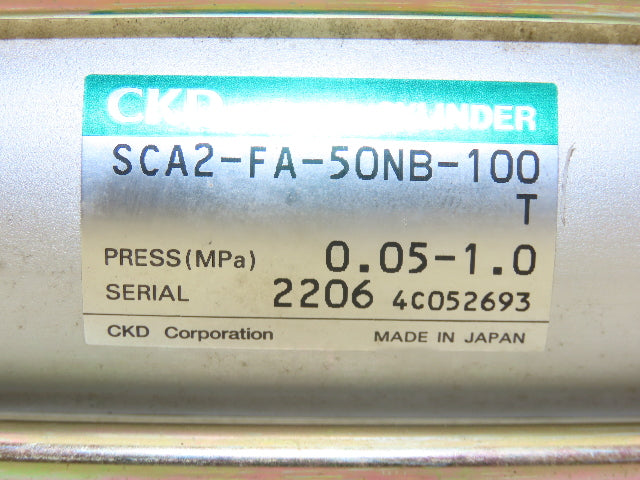 CKD CYLINDER
SCA2-FA-50NB-100
T
PRESS(MPa) 0.05-1.0
SERIAL 2206 4C052693
CKD Corporation MADE IN JAPAN